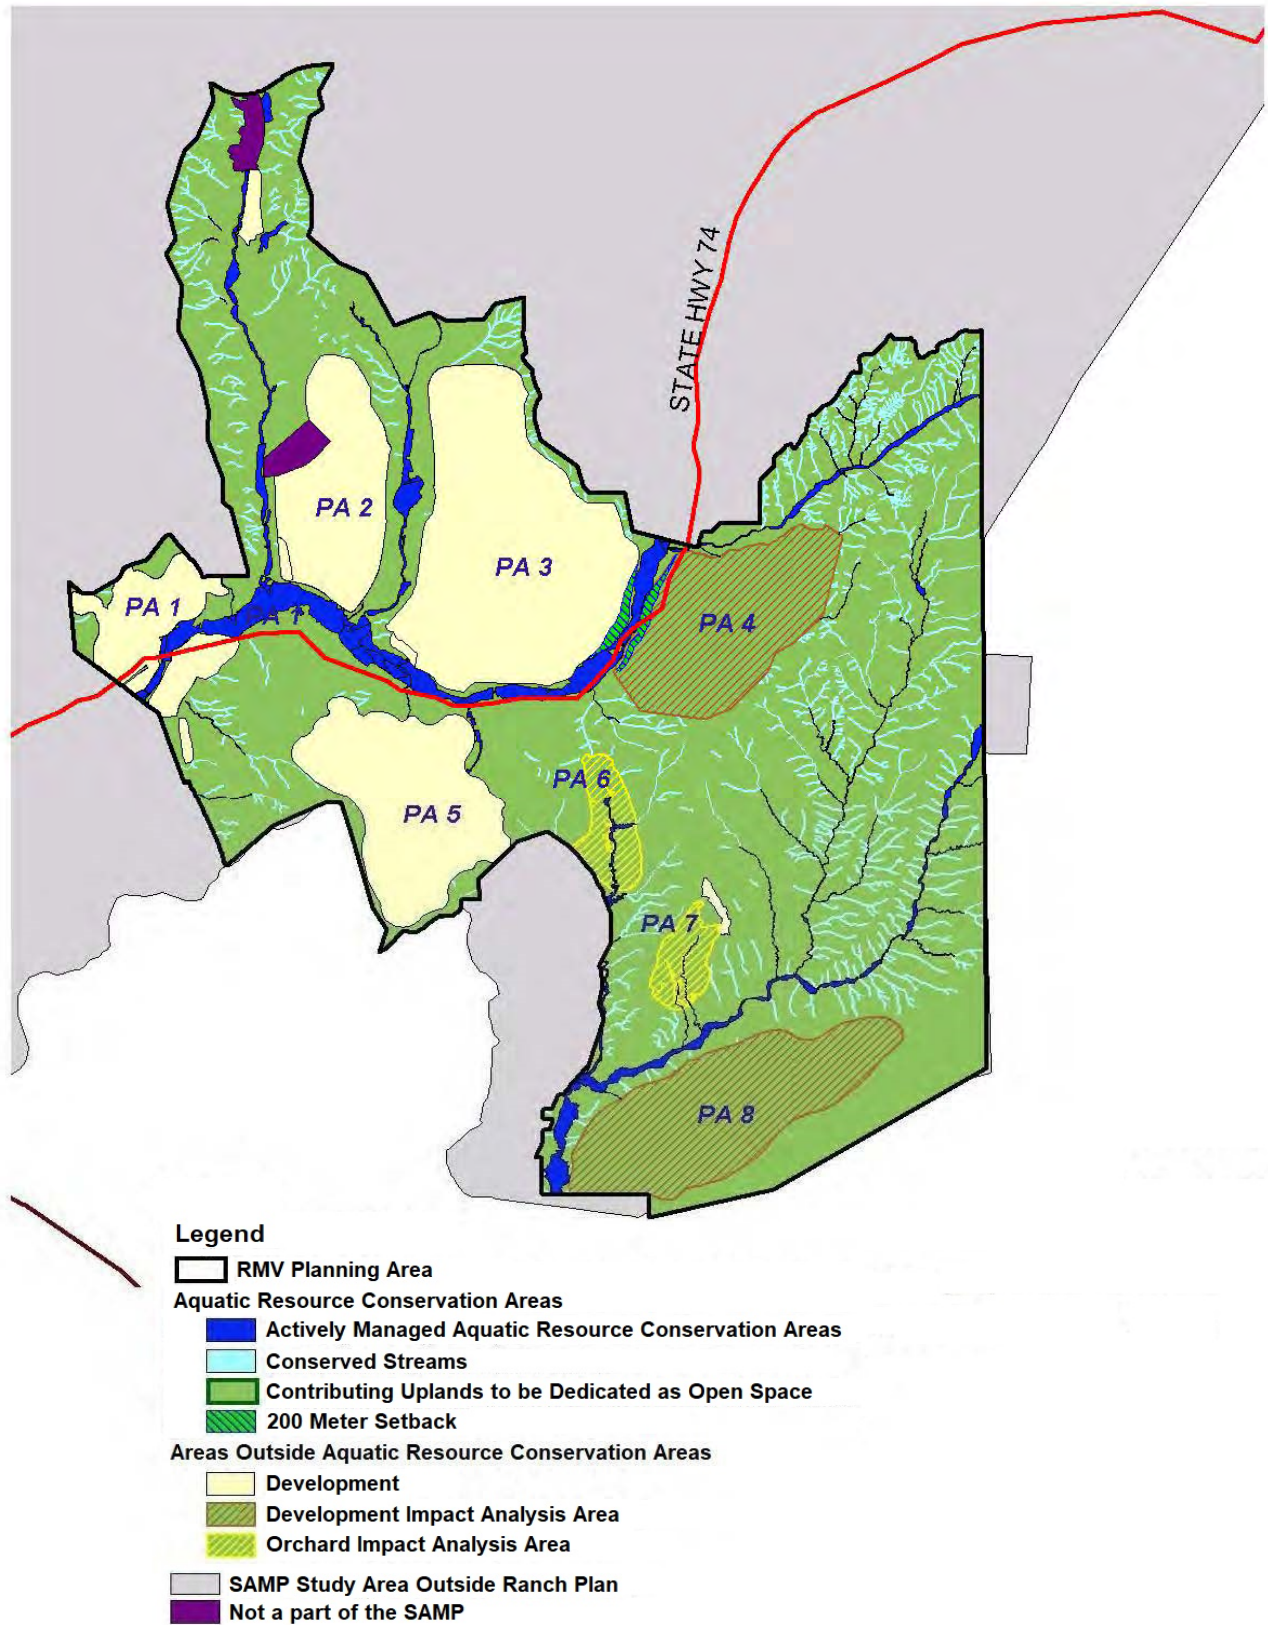 STATE HWY 74
PA 2
PA 3
PA 1
PA 1
PA 4
PA 6
PA 5
PA 7
PA 8
Legend
RMV Planning Area
Aquatic Resource Conservation Areas
Actively Managed Aquatic Resource Conservation Areas
Conserved Streams
Contributing Uplands to be Dedicated as Open Space
200 Meter Setback
Areas Outside Aquatic Resource Conservation Areas
Development
Development Impact Analysis Area
Orchard Impact Analysis Area
SAMP Study Area Outside Ranch Plan
Not a part of the SAMP